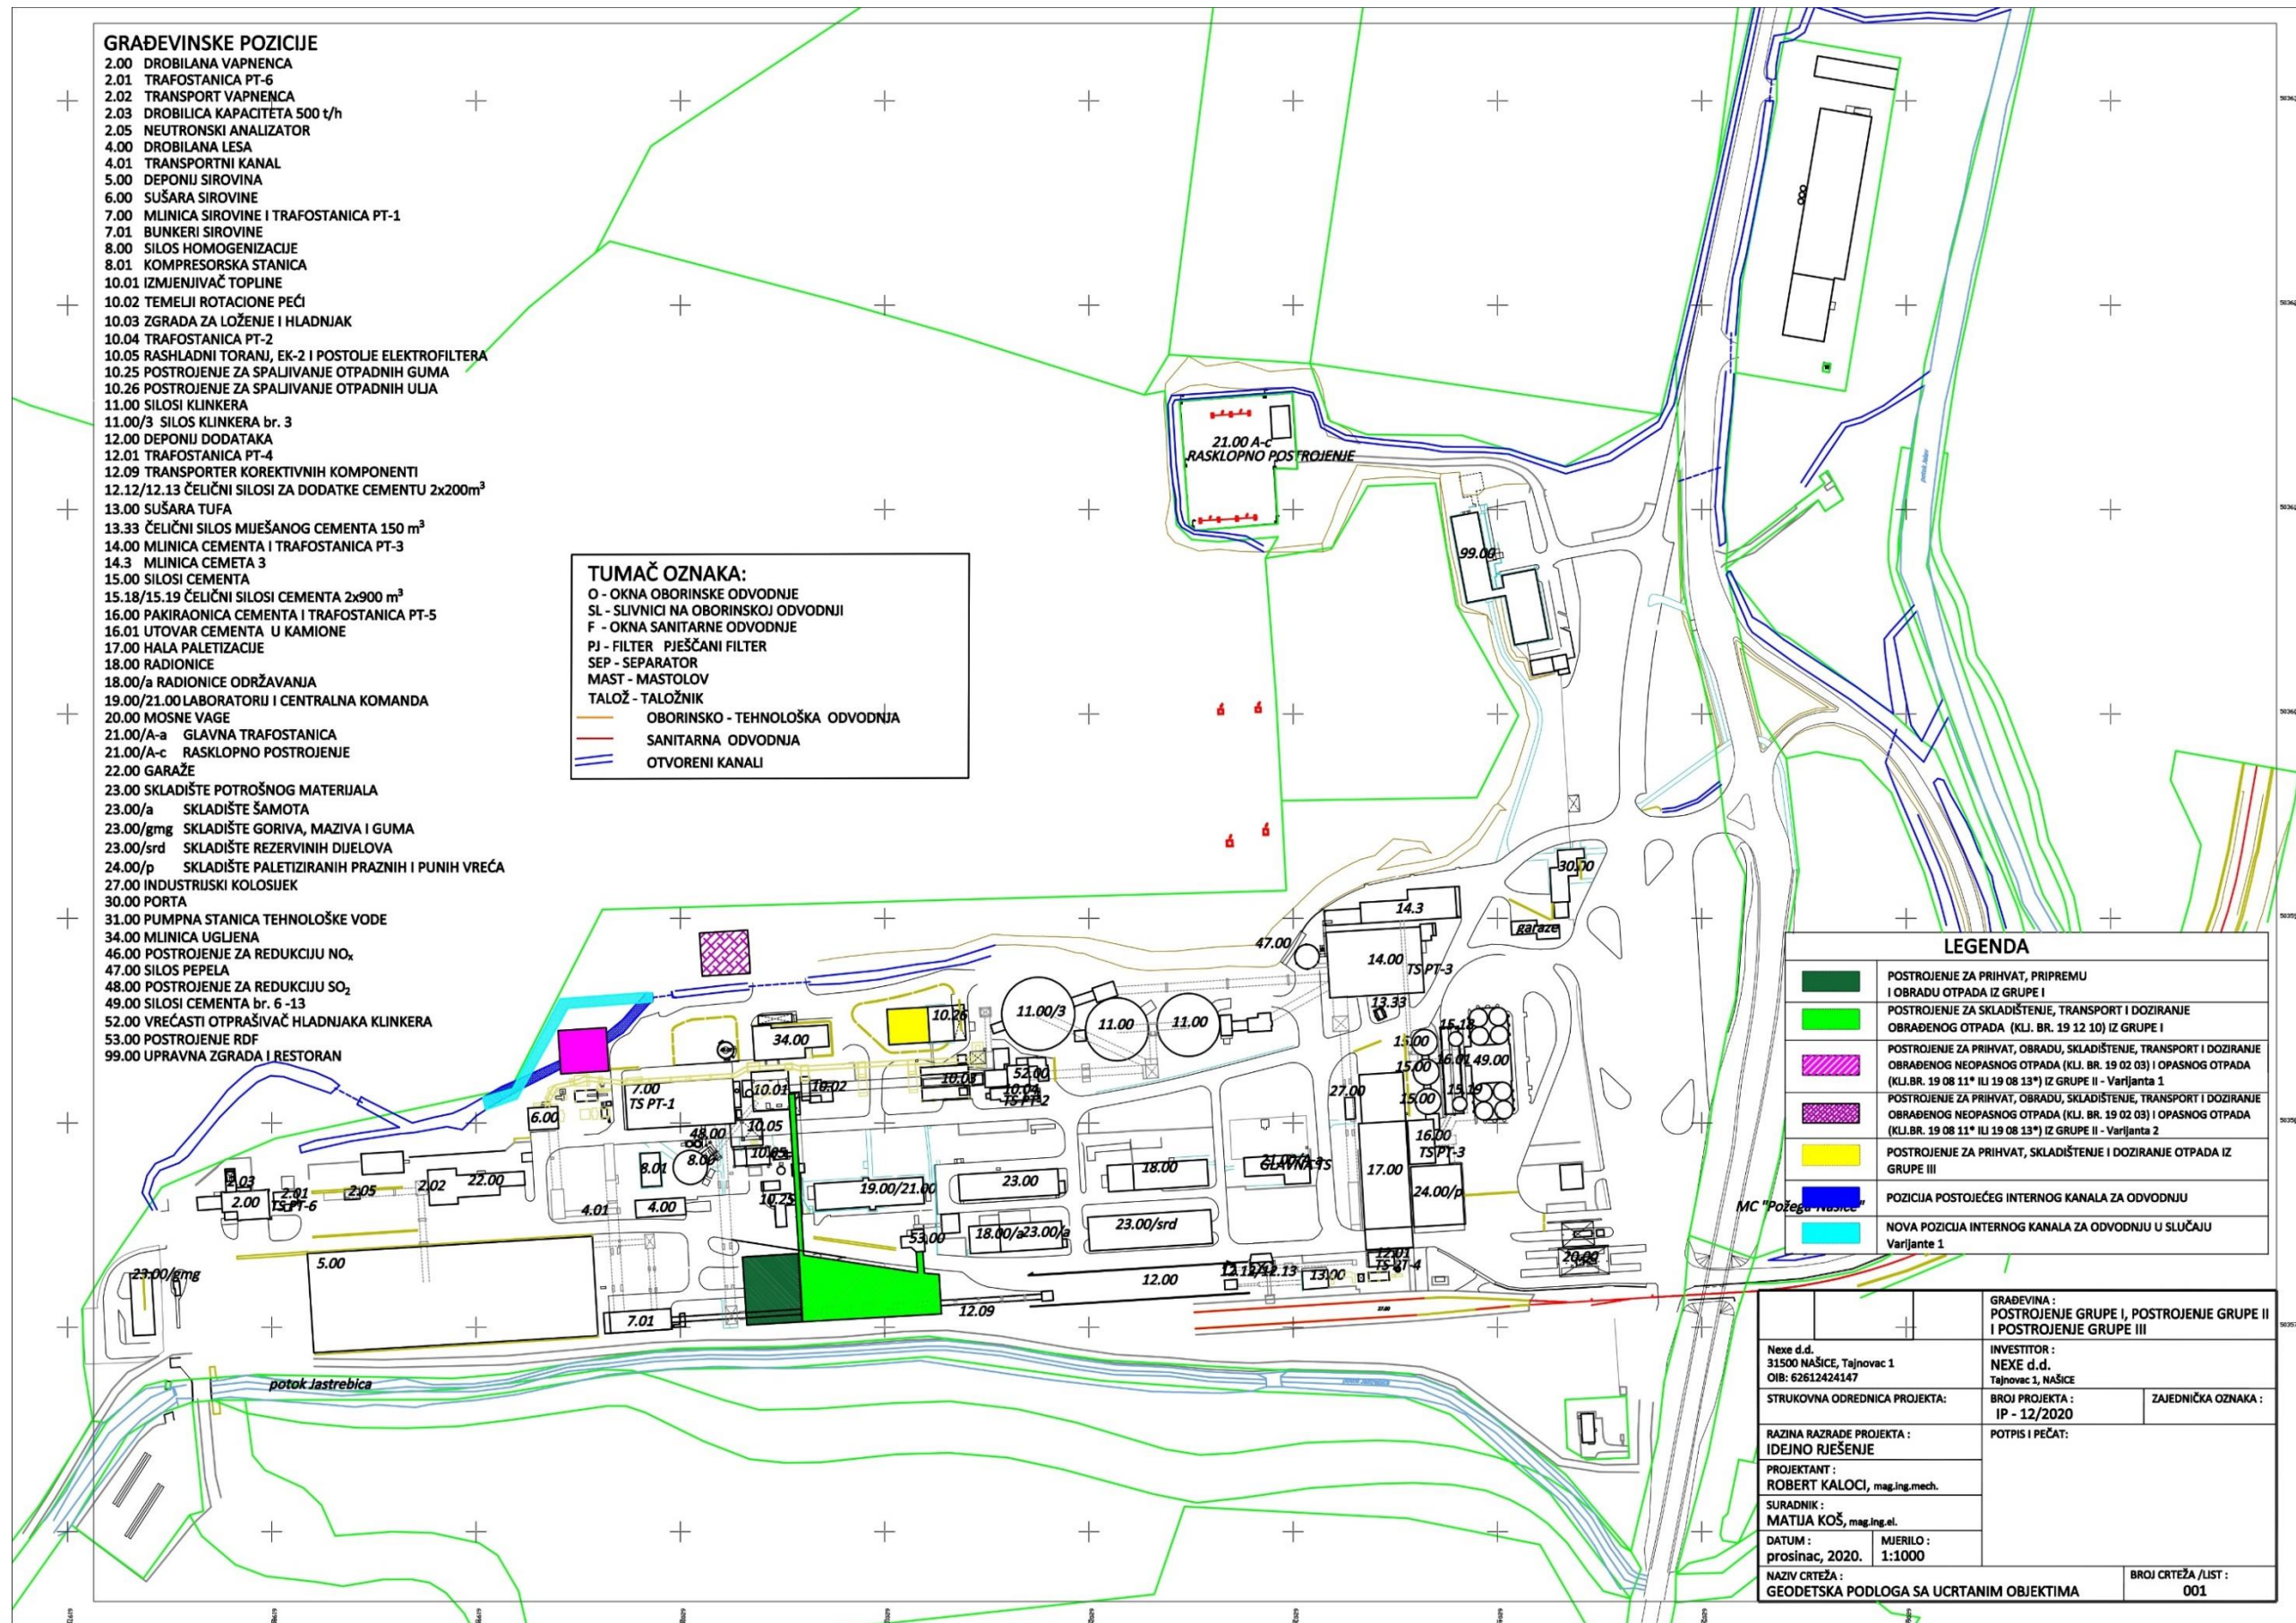 GRAĐEVINSKE POZICIJE
2.00 DROBILANA VAPNENCA
2.01 TRAFOSTANICA PT-6
2.02 TRANSPORT VAPNENCA
2.03 DROBILICA KAPACITETA 500 t/h
2.05 NEUTRONSKI ANALIZATOR
4.00 DROBILANA LESA
4.01 TRANSPORTNI KANAL
5.00 DEPONIJ SIROVINA
6.00 SUŠARA SIROVINE
7.00 MLINICA SIROVINE I TRAFOSTANICA PT-1
7.01 BUNKERI SIROVINE
8.00 SILOS HOMOGENIZACIJE
8.01 KOMPRESORSKA STANICA
10.01 IZMJENJIVAČ TOPLINE
10.02 TEMELJI ROTACIONE PEĆI
10.03 ZGRADA ZA LOŽENJE I HLADNJAK
10.04 TRAFOSTANICA PT-2
10.05 RASHLADNI TORANJ, EK-2 I POSTOLJE ELEKTROFILTERA
10.25 POSTROJENJE ZA SPALJIVANJE OTPADNIH GUMA
10.26 POSTROJENJE ZA SPALJIVANJE OTPADNIH ULJA
11.00 SILOSI KLINKERA
11.00/3 SILOS KLINKERA br. 3
12.00 DEPONIJ DODATAKA
12.01 TRAFOSTANICA PT-4
12.09 TRANSPORTER KOREKTIVNIH KOMPONENTI
12.12/12.13 ČELIČNI SILOSI ZA DODATKE CEMENTU 2x200m³
13.00 SUŠARA TUFA
13.33 ČELIČNI SILOS MIJEŠANOG CEMENTA 150 m³
14.00 MLINICA CEMENTA I TRAFOSTANICA PT-3
14.3 MLINICA CEMETA 3
15.00 SILOSI CEMENTA
15.18/15.19 ČELIČNI SILOSI CEMENTA 2x900 m³
16.00 PAKIRAONICA CEMENTA I TRAFOSTANICA PT-5
16.01 UTOVAR CEMENTA U KAMIONE
17.00 HALA PALETIZACIJE
18.00 RADIONICE
18.00/a RADIONICE ODRŽAVANJA
19.00/21.00 LABORATORIJ I CENTRALNA KOMANDA
20.00 MOSNE VAGE
21.00/A-a GLAVNA TRAFOSTANICA
21.00/A-c RASKLOPNO POSTROJENJE
22.00 GARAŽE
23.00 SKLADIŠTE POTROŠNOG MATERIJALA
23.00/a SKLADIŠTE ŠAMOTA
23.00/gmg SKLADIŠTE GORIVA, MAZIVA I GUMA
23.00/srd SKLADIŠTE REZERVINIH DIJELOVA
24.00/p SKLADIŠTE PALETIZIRANIH PRAZNIH I PUNIH VREĆA
27.00 INDUSTRIJSKI KOLOSIJEK
30.00 PORTA
31.00 PUMPNA STANICA TEHNOLOŠKE VODE
34.00 MLINICA UGLJENA
46.00 POSTROJENJE ZA REDUKCIJU NOₓ
47.00 SILOS PEPELA
48.00 POSTROJENJE ZA REDUKCIJU SO₂
49.00 SILOSI CEMENTA br. 6 -13
52.00 VREĆASTI OTPRAŠIVAČ HLADNJAKA KLINKERA
53.00 POSTROJENJE RDF
99.00 UPRAVNA ZGRADA I RESTORAN
TUMAČ OZNAKA:
O - OKNA OBORINSKE ODVODNJE
SL - SLIVNICI NA OBORINSKOJ ODVODNJI
F - OKNA SANITARNE ODVODNJE
PJ - FILTER PJEŠČANI FILTER
SEP - SEPARATOR
MAST - MASTOLOV
TALOŽ - TALOŽNIK
OBORINSKO - TEHNOLOŠKA ODVODNJA
SANITARNA ODVODNJA
OTVORENI KANALI
21.00 A-c
RASKLOPNO POSTROJENJE
99.00
30.00
garaze
14.3
47.00
14.00
TS PT-3
13.33
10.26
11.00/3
11.00
11.00
34.00
15.18
15.00
16.01
49.00
15.00
15.00
15.19
52.00
10.03
10.04
TS PT-2
10.01
10.02
7.00
TS PT-1
27.00
6.00
10.05
48.00
16.00
TS PT-3
8.01
8.00
10.05
17.00
18.00
GLAVNA TS
2.03
2.00
2.01
TS PT-6
2.05
2.02
22.00
4.01
4.00
10.25
19.00/21.00
23.00
24.00/p
53.00
18.00/a
23.00/a
23.00/srd
MC "Požega Našice"
5.00
23.00/gmg
12.00
12.12/12.13
13.00
12.01
TS PT-4
20.00
7.01
12.09
potok Jastrebica
LEGENDA
POSTROJENJE ZA PRIHVAT, PRIPREMU
I OBRADU OTPADA IZ GRUPE I
POSTROJENJE ZA SKLADIŠTENJE, TRANSPORT I DOZIRANJE
OBRAĐENOG OTPADA (KLJ. BR. 19 12 10) IZ GRUPE I
POSTROJENJE ZA PRIHVAT, OBRADU, SKLADIŠTENJE, TRANSPORT I DOZIRANJE
OBRAĐENOG NEOPASNOG OTPADA (KLJ. BR. 19 02 03) I OPASNOG OTPADA
(KLJ.BR. 19 08 11* ILI 19 08 13*) IZ GRUPE II - Varijanta 1
POSTROJENJE ZA PRIHVAT, OBRADU, SKLADIŠTENJE, TRANSPORT I DOZIRANJE
OBRAĐENOG NEOPASNOG OTPADA (KLJ. BR. 19 02 03) I OPASNOG OTPADA
(KLJ.BR. 19 08 11* ILI 19 08 13*) IZ GRUPE II - Varijanta 2
POSTROJENJE ZA PRIHVAT, SKLADIŠTENJE I DOZIRANJE OTPADA IZ
GRUPE III
POZICIJA POSTOJEĆEG INTERNOG KANALA ZA ODVODNJU
NOVA POZICIJA INTERNOG KANALA ZA ODVODNJU U SLUČAJU
Varijante 1
GRAĐEVINA :
POSTROJENJE GRUPE I, POSTROJENJE GRUPE II
I POSTROJENJE GRUPE III
Nexe d.d.
31500 NAŠICE, Tajnovac 1
OIB: 62612424147
INVESTITOR :
NEXE d.d.
Tajnovac 1, NAŠICE
STRUKOVNA ODREDNICA PROJEKTA:
BROJ PROJEKTA :
IP - 12/2020
ZAJEDNIČKA OZNAKA :
RAZINA RAZRADE PROJEKTA :
IDEJNO RJEŠENJE
POTPIS I PEČAT:
PROJEKTANT :
ROBERT KALOCI, mag.ing.mech.
SURADNIK :
MATIJA KOŠ, mag.ing.el.
DATUM :
prosinac, 2020.
MJERILO :
1:1000
NAZIV CRTEŽA :
GEODETSKA PODLOGA SA UCRTANIM OBJEKTIMA
BROJ CRTEŽA /LIST :
001